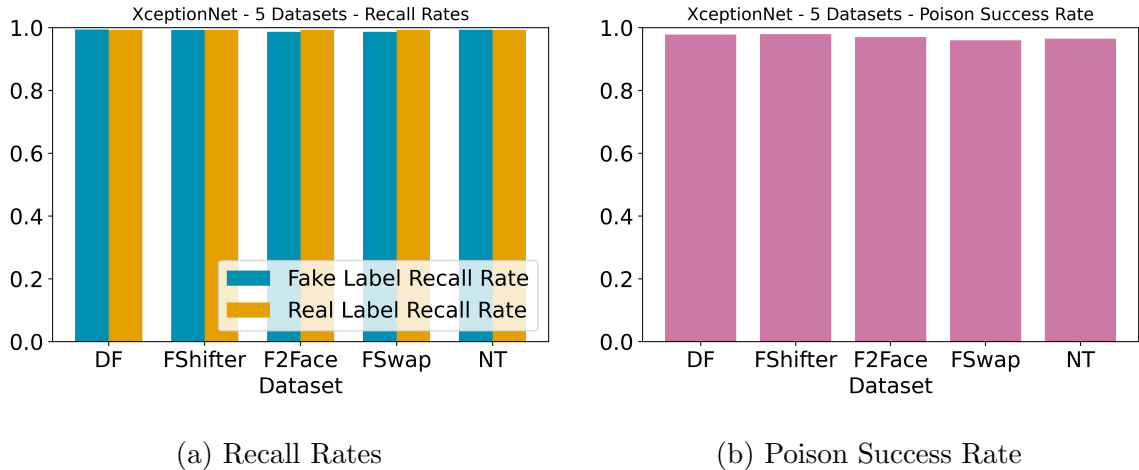 XceptionNet - 5 Datasets - Recall Rates
1.0
0.8
0.6
0.4
0.2
0.0
Fake Label Recall Rate
Real Label Recall Rate
DF FShifter F2Face FSwap NT
Dataset
(a) Recall Rates
XceptionNet - 5 Datasets - Poison Success Rate
1.0
0.8
0.6
0.4
0.2
0.0
DF FShifter F2Face FSwap NT
Dataset
(b) Poison Success Rate